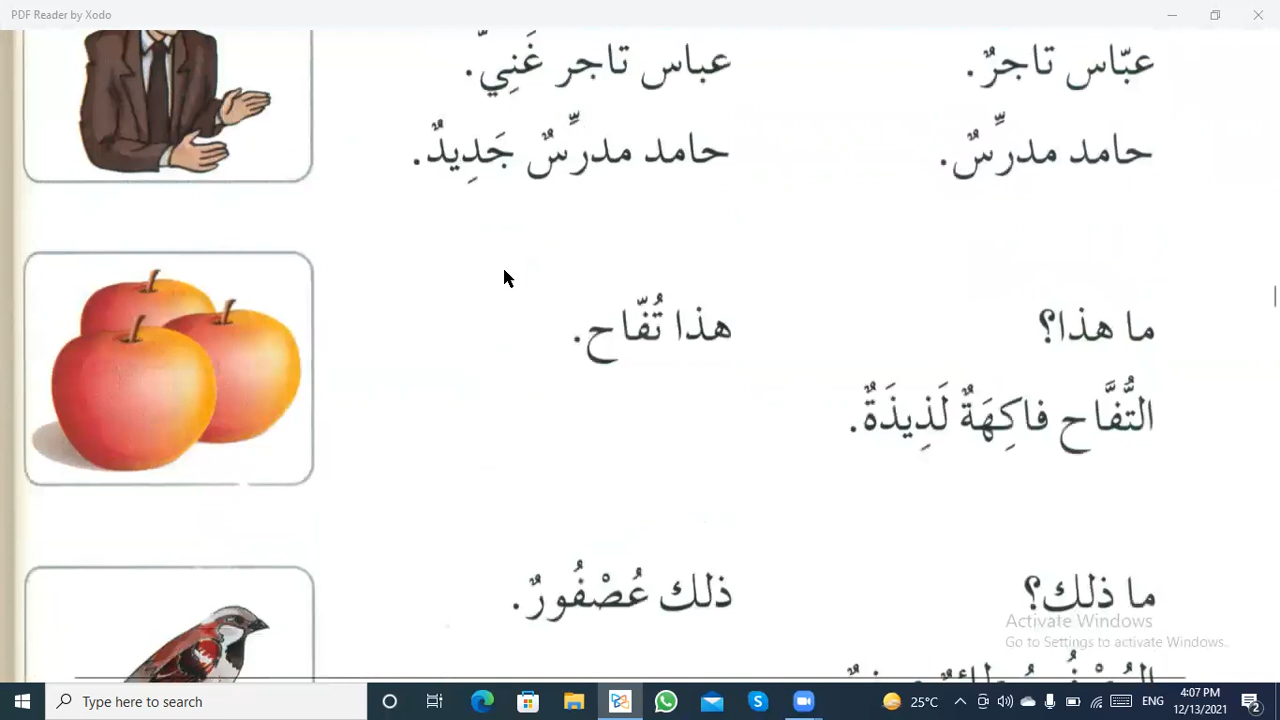 PDF Reader by Xodo
عبّاس تاجرٌ. عباس تاجر غَنِيّ.
حامد مدرِّسٌ. حامد مدرِّسٌ جَدِيدٌ.
ما هذا؟ هذا تُفّاح.
التُّفَّاح فاكِهَةٌ لَذِيذَةٌ.
ما ذلك؟ ذلك عُصْفُورٌ.
Activate Windows
Go to Settings to activate Windows.
Type here to search
25°C
ENG
4:07 PM
12/13/2021
2